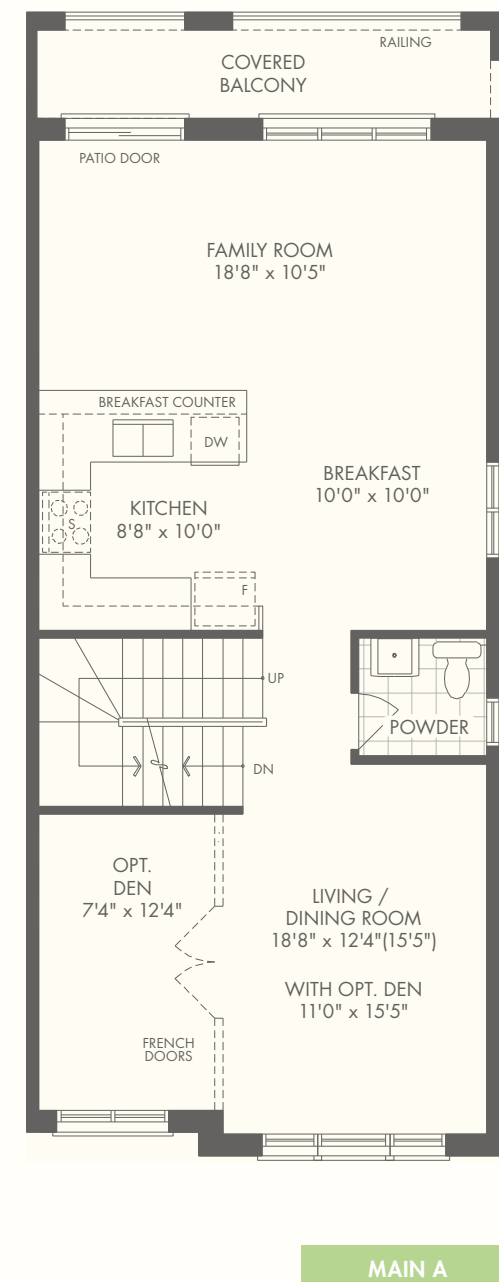 RAILING
COVERED
BALCONY
PATIO DOOR
FAMILY ROOM
18'8" x 10'5"
BREAKFAST COUNTER
DW
BREAKFAST
10'0" x 10'0"
KITCHEN
8'8" x 10'0"
S
F
UP
POWDER
DN
OPT.
DEN
7'4" x 12'4"
LIVING /
DINING ROOM
18'8" x 12'4"(15'5")
WITH OPT. DEN
11'0" x 15'5"
FRENCH
DOORS
MAIN A